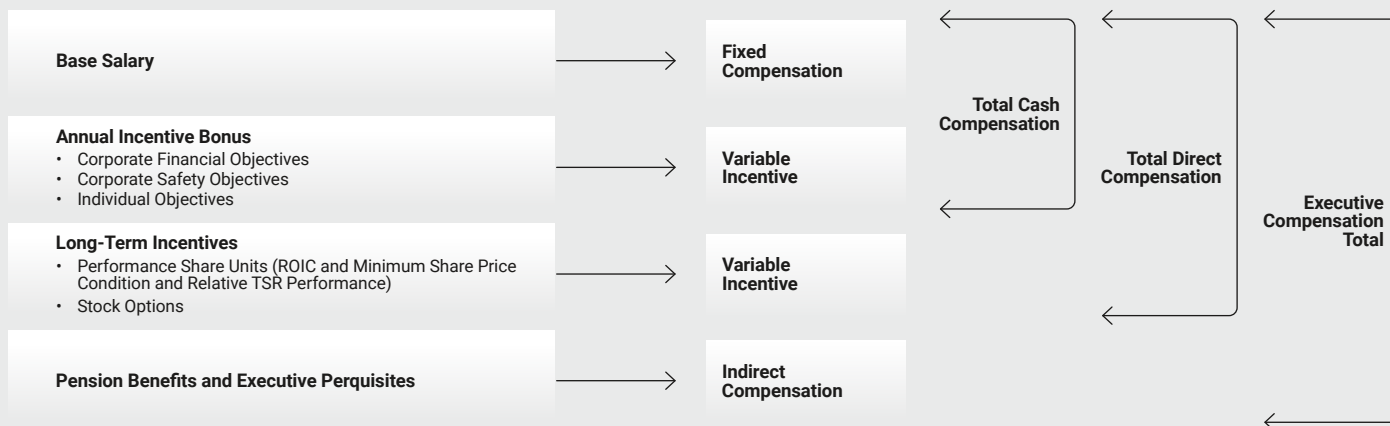 Base Salary
Fixed
Compensation
Annual Incentive Bonus
• Corporate Financial Objectives
• Corporate Safety Objectives
• Individual Objectives
Variable
Incentive
Long-Term Incentives
• Performance Share Units (ROIC and Minimum Share Price
Condition and Relative TSR Performance)
• Stock Options
Variable
Incentive
Pension Benefits and Executive Perquisites
Indirect
Compensation
Total Cash
Compensation
Total Direct
Compensation
Executive
Compensation
Total